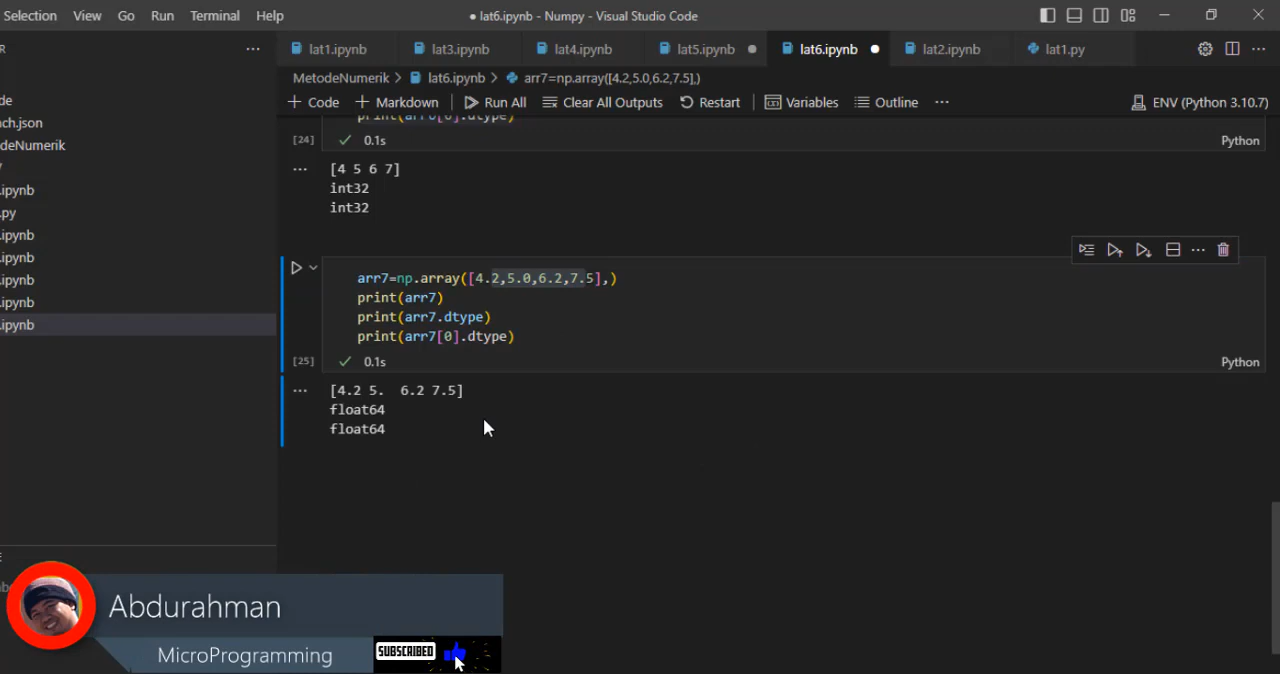 Selection View Go Run Terminal Help
● lat6.ipynb - Numpy - Visual Studio Code
R ···
lat1.ipynb lat3.ipynb lat4.ipynb lat5.ipynb ● lat6.ipynb ● lat2.ipynb lat1.py ···
MetodeNumerik > lat6.ipynb > arr7=np.array([4.2,5.0,6.2,7.5],)
+ Code + Markdown | Run All Clear All Outputs Restart | Variables Outline ··· ENV (Python 3.10.7)
de
ch.json
deNumerik
.ipynb
.py
.ipynb
.ipynb
.ipynb
.ipynb
.ipynb
print(arr6[0].dtype)
[24] ✓ 0.1s Python
··· [4 5 6 7]
int32
int32
arr7=np.array([4.2,5.0,6.2,7.5],)
print(arr7)
print(arr7.dtype)
print(arr7[0].dtype)
[25] ✓ 0.1s Python
··· [4.2 5.  6.2 7.5]
float64
float64
E
Abdurahman
MicroProgramming
SUBSCRIBED